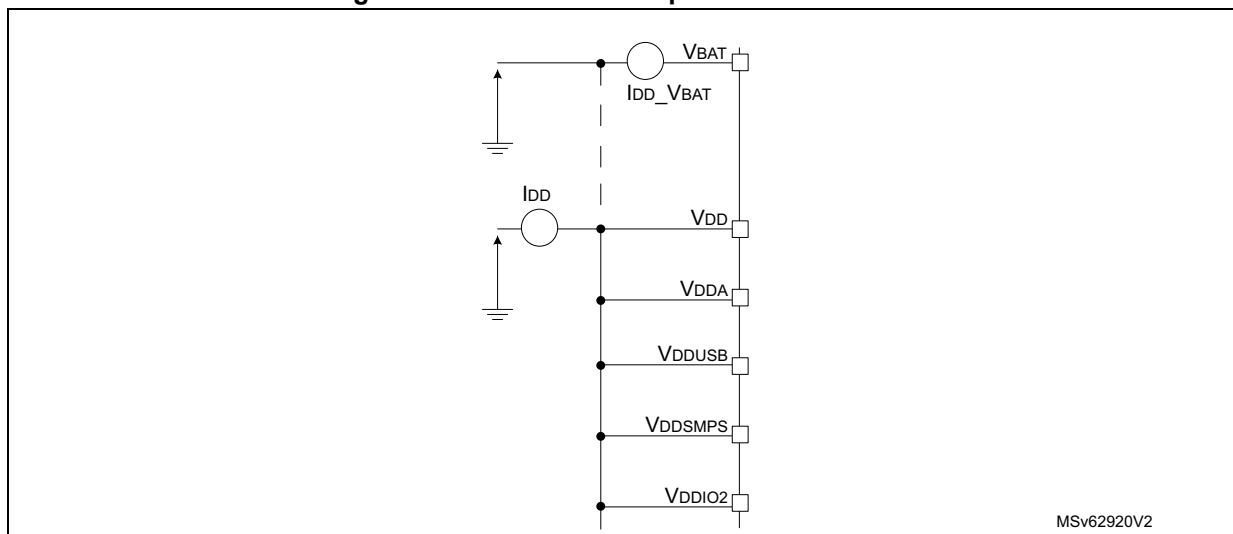 VBAT
IDD_VBAT
IDD
VDD
VDDA
VDDUSB
VDDSMPS
VDDIO2
MSv62920V2